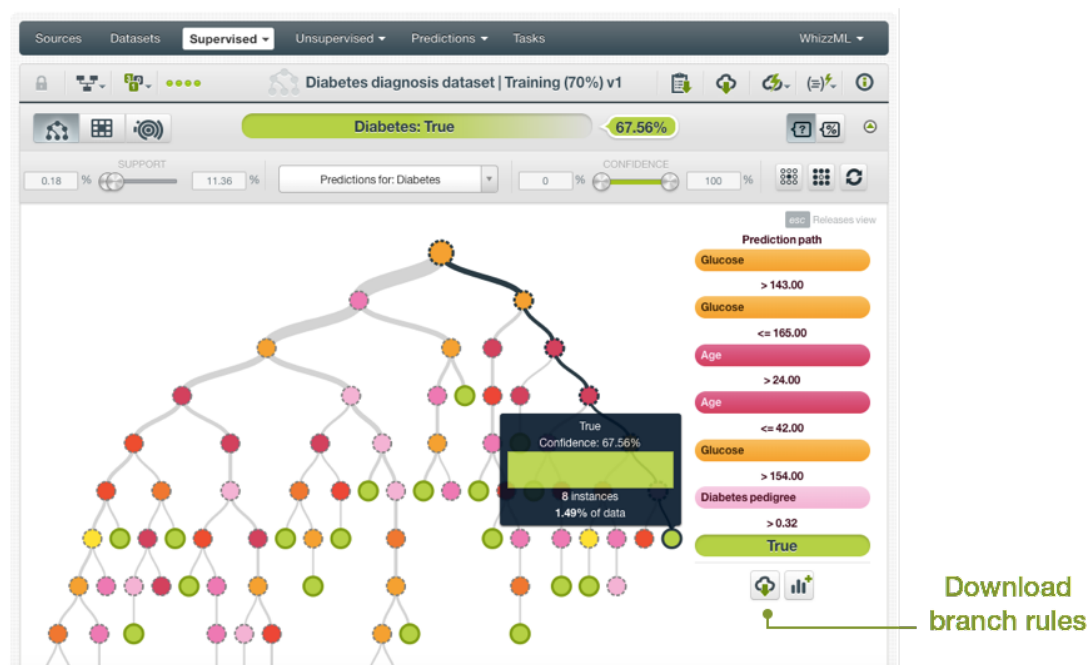 Sources Datasets Supervised Unsupervised Predictions Tasks WhizzML
Diabetes diagnosis dataset | Training (70%) v1
Diabetes: True 67.56%
SUPPORT CONFIDENCE
0.18 % 11.36 % Predictions for: Diabetes 0 % 100 %
esc Releases view
Prediction path
Glucose
> 143.00
Glucose
<= 165.00
Age
> 24.00
Age
<= 42.00
Glucose
> 154.00
Diabetes pedigree
> 0.32
True
True
Confidence: 67.56%
8 instances
1.49% of data
Download
branch rules